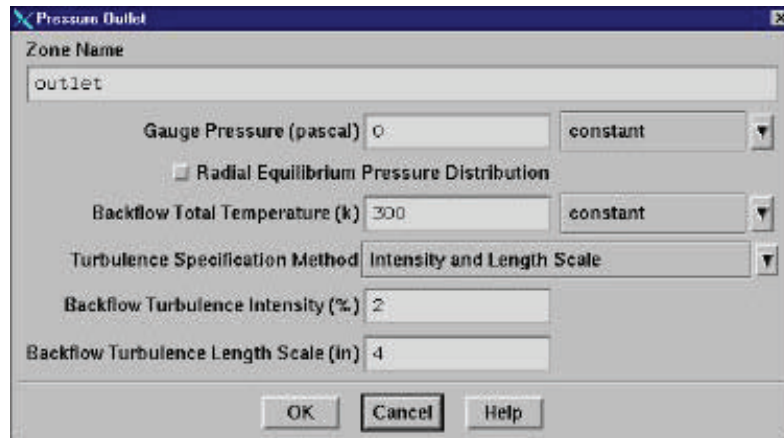 Pressure Outlet
Zone Name
outlet
Gauge Pressure (pascal) 0 constant
Radial Equilibrium Pressure Distribution
Backflow Total Temperature (k) 300 constant
Turbulence Specification Method Intensity and Length Scale
Backflow Turbulence Intensity (%) 2
Backflow Turbulence Length Scale (in) 4
OK Cancel Help